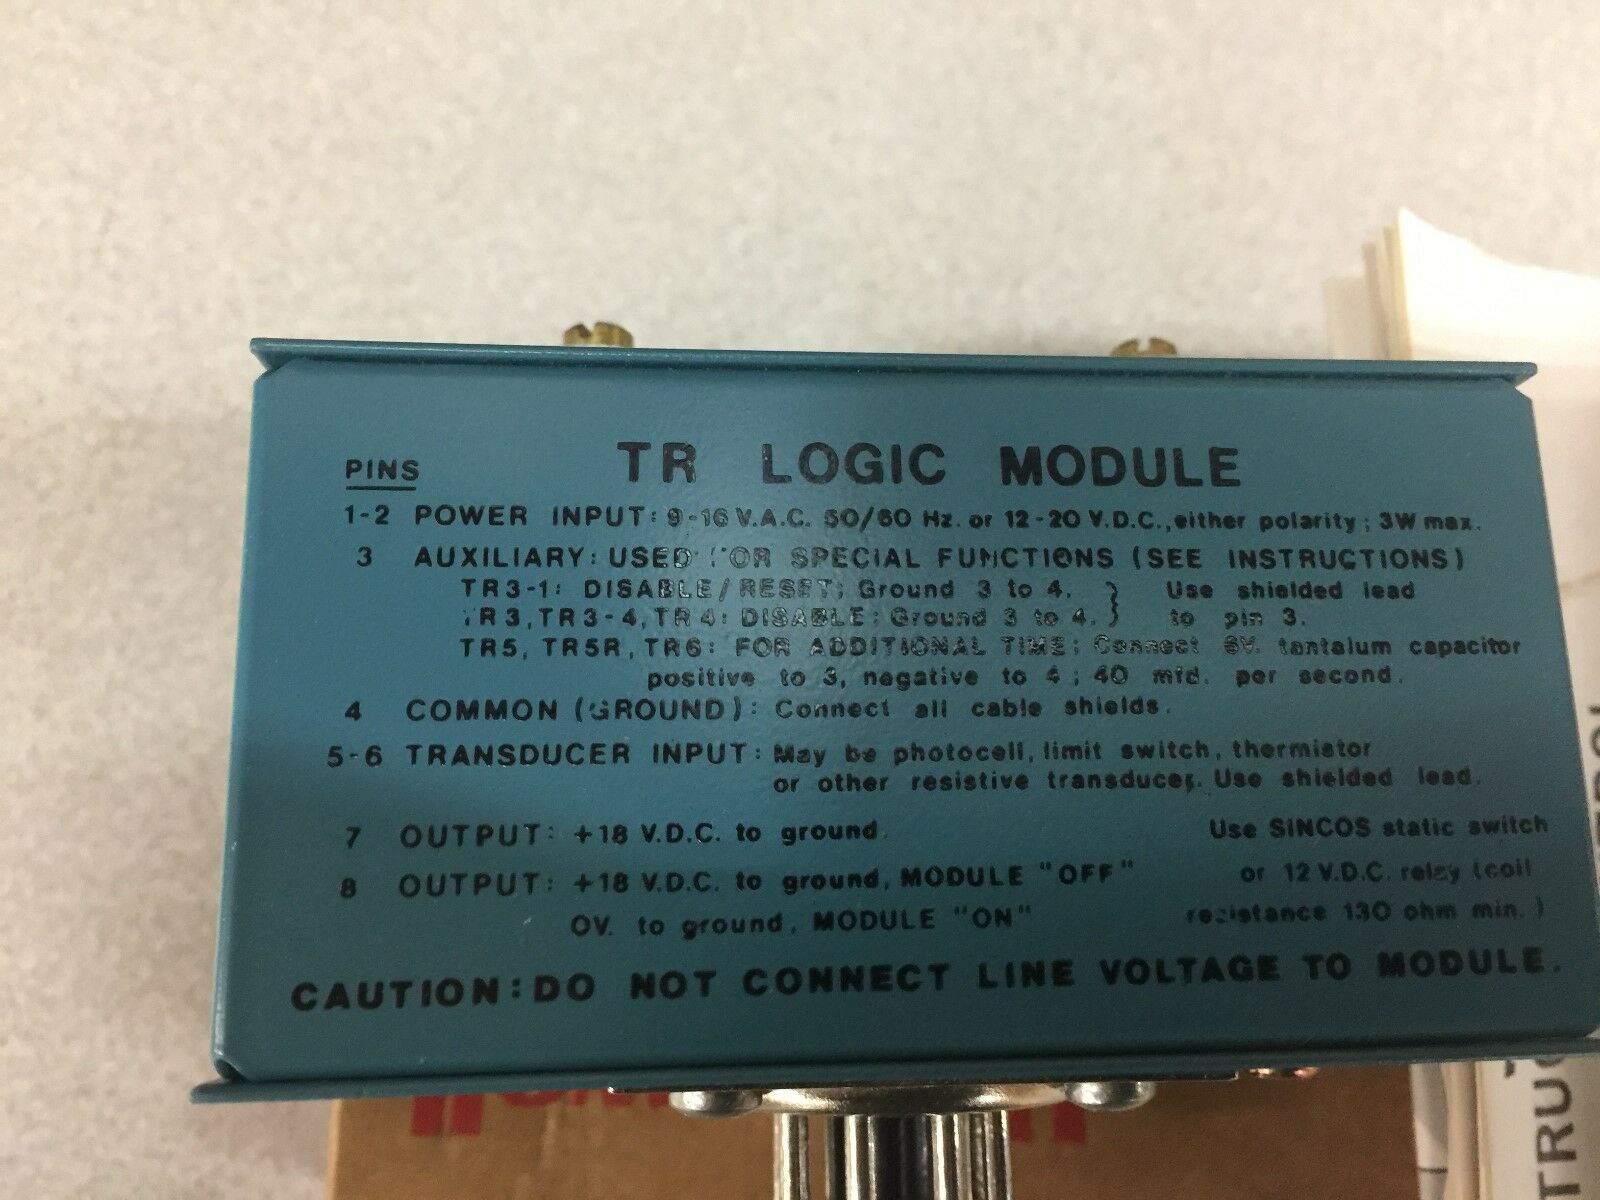 TR LOGIC MODULE
PINS
1-2 POWER INPUT: 9-16 V.A.C. 50/60 Hz. or 12-20 V.D.C., either polarity; 3W max.
3 AUXILIARY: USED FOR SPECIAL FUNCTIONS (SEE INSTRUCTIONS)
TR3-1: DISABLE/RESET; Ground 3 to 4. } Use shielded lead
TR3, TR3-4, TR4: DISABLE: Ground 3 to 4. } to pin 3.
TR5, TR5R, TR6: FOR ADDITIONAL TIME; Connect 6V. tantalum capacitor
positive to 3, negative to 4; 40 mfd. per second.
4 COMMON (GROUND): Connect all cable shields.
5-6 TRANSDUCER INPUT: May be photocell, limit switch, thermistor
or other resistive transducer. Use shielded lead.
7 OUTPUT: +18 V.D.C. to ground. Use SINCOS static switch
8 OUTPUT: +18 V.D.C. to ground, MODULE "OFF" or 12 V.D.C. relay (coil
0V. to ground, MODULE "ON" resistance 130 ohm min.)
CAUTION: DO NOT CONNECT LINE VOLTAGE TO MODULE.